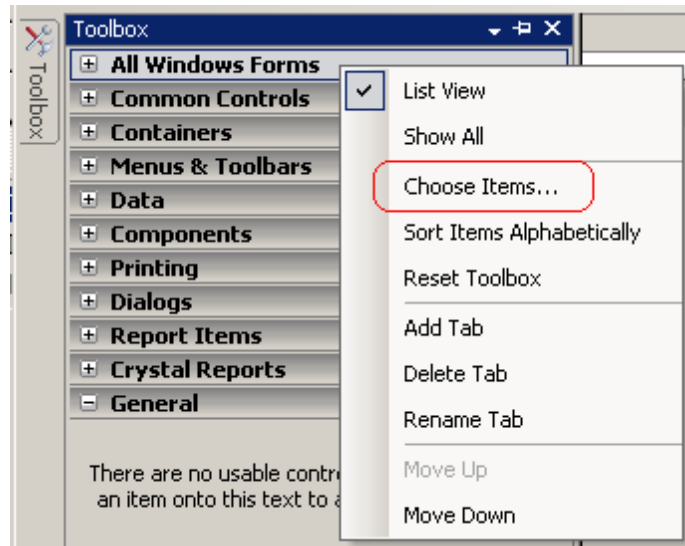 Toolbox
Toolbox
All Windows Forms
Common Controls
Containers
Menus & Toolbars
Data
Components
Printing
Dialogs
Report Items
Crystal Reports
General
There are no usable
an item onto this text to
List View
Show All
Choose Items...
Sort Items Alphabetically
Reset Toolbox
Add Tab
Delete Tab
Rename Tab
Move Up
Move Down